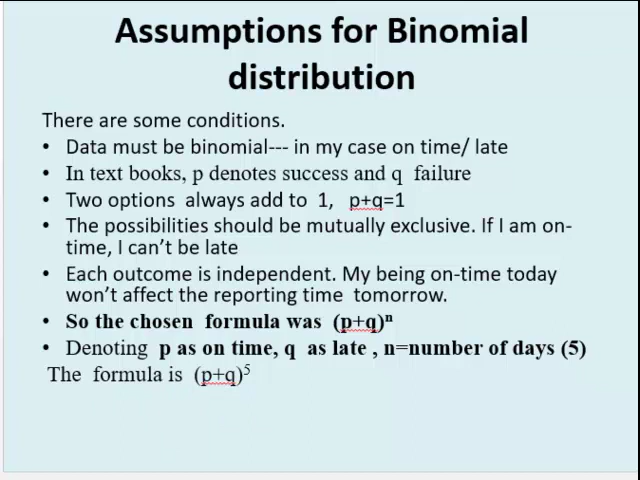 Assumptions for Binomial
distribution
There are some conditions.
• Data must be binomial--- in my case on time/ late
• In text books, p denotes success and q failure
• Two options always add to 1, p+q=1
• The possibilities should be mutually exclusive. If I am on-
time, I can't be late
• Each outcome is independent. My being on-time today
won't affect the reporting time tomorrow.
• So the chosen formula was (p+q)ⁿ
• Denoting p as on time, q as late , n=number of days (5)
The formula is (p+q)⁵